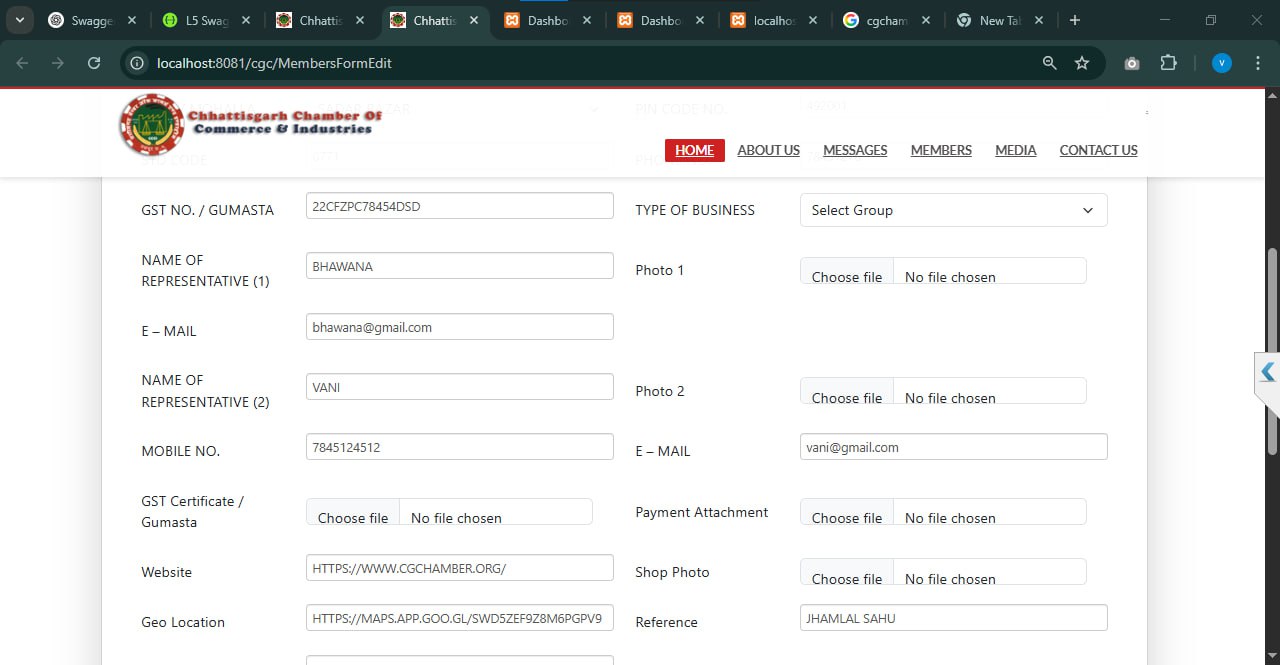 Swagge
L5 Swag
Chhattis
Chhattis
Dashbo
Dashbo
localhos
cgcham
New Tab
localhost:8081/cgc/MembersFormEdit
V
SADAR BAZAR
PIN CODE NO.
492001
Chhattisgarh Chamber Of
Commerce & Industries
HOME ABOUT US MESSAGES MEMBERS MEDIA CONTACT US
CODE
0771
GST NO. / GUMASTA 22CFZPC78454DSD TYPE OF BUSINESS Select Group
NAME OF
REPRESENTATIVE (1) BHAWANA Photo 1 Choose file No file chosen
E – MAIL bhawana@gmail.com
NAME OF
REPRESENTATIVE (2) VANI Photo 2 Choose file No file chosen
MOBILE NO. 7845124512 E – MAIL vani@gmail.com
GST Certificate /
Gumasta Choose file No file chosen Payment Attachment Choose file No file chosen
Website HTTPS://WWW.CGCHAMBER.ORG/ Shop Photo Choose file No file chosen
Geo Location HTTPS://MAPS.APP.GOO.GL/SWD5ZEF9Z8M6PGPV9 Reference JHAMLAL SAHU